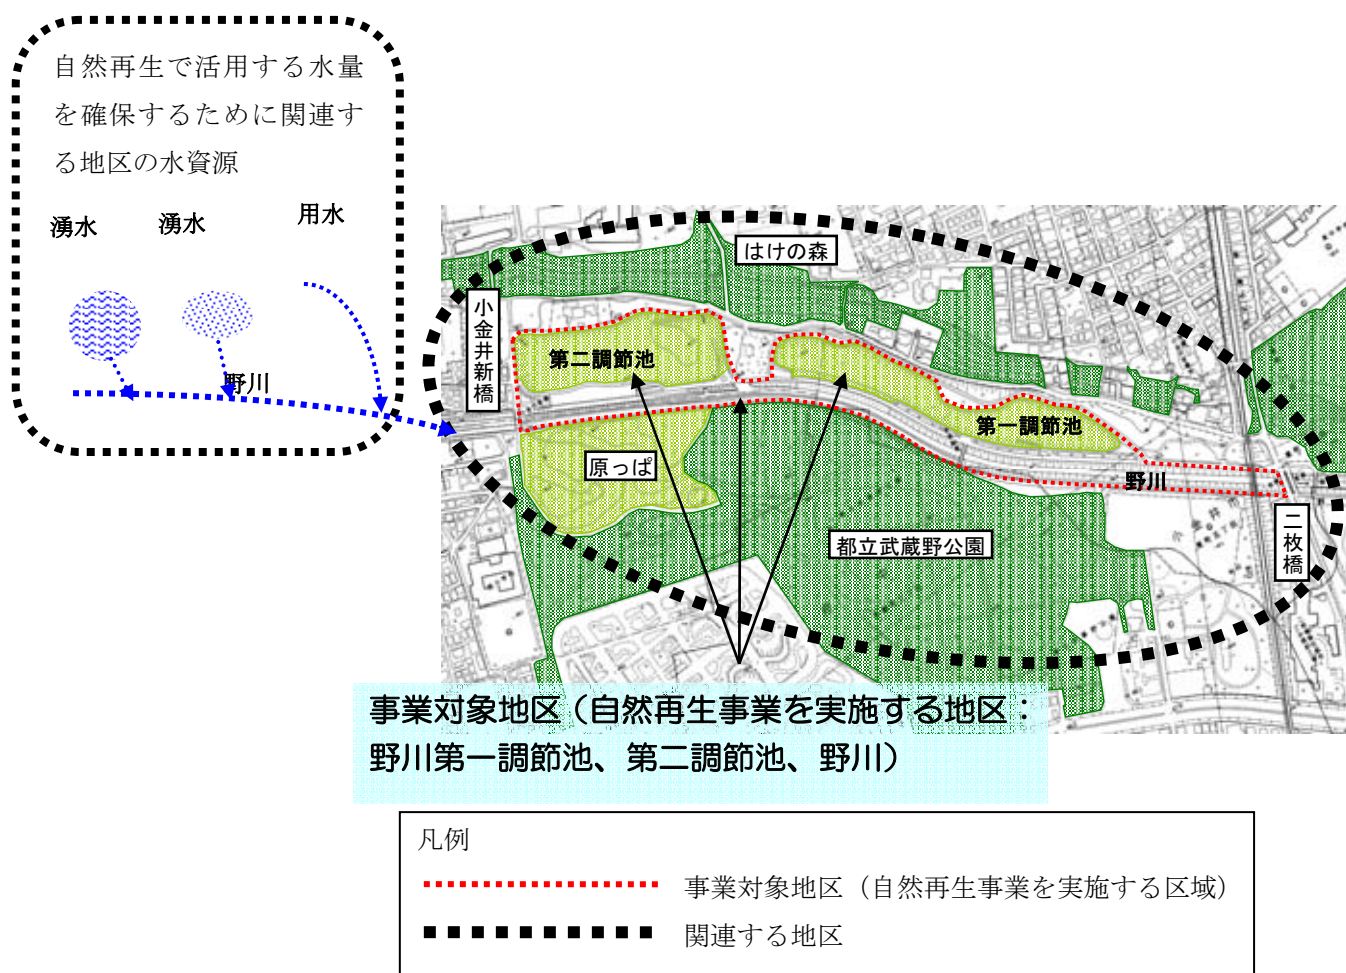 自然再生で活用する水量
を確保するために関連す
る地区の水資源
湧水
湧水
用水
野川
はけの森
小金井新橋
第二調節池
第一調節池
原っぱ
野川
都立武蔵野公園
二枚橋
事業対象地区（自然再生事業を実施する地区：
野川第一調節池、第二調節池、野川）
凡例
事業対象地区（自然再生事業を実施する区域）
関連する地区